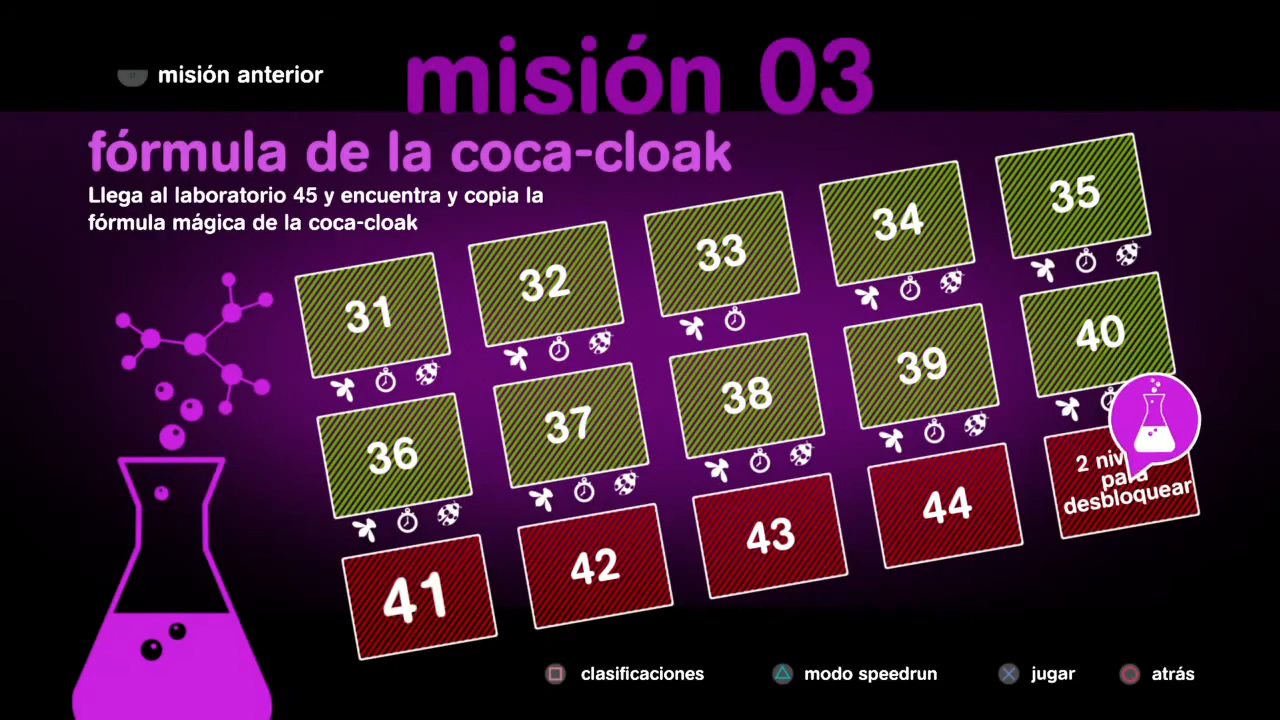 misión anterior
misión 03
fórmula de la coca-cloak
Llega al laboratorio 45 y encuentra y copia la
fórmula mágica de la coca-cloak
31
32
33
34
35
36
37
38
39
40
41
42
43
44
2 niv
para
desbloquear
clasificaciones
modo speedrun
jugar
atrás